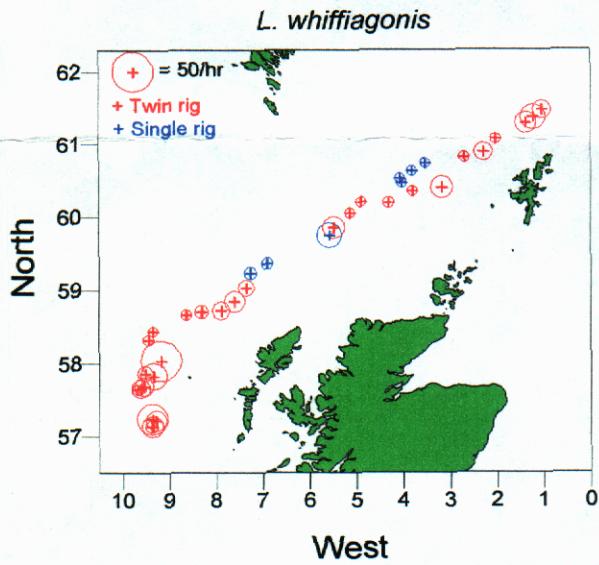 L. whiffiagonis
= 50/hr
+ Twin rig
+ Single rig
62
61
60
59
58
57
North
10 9 8 7 6 5 4 3 2 1 0
West